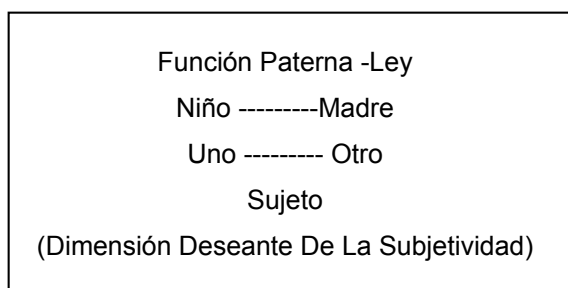 Función Paterna -Ley
Niño ---------Madre
Uno --------- Otro
Sujeto
(Dimensión Deseante De La Subjetividad)